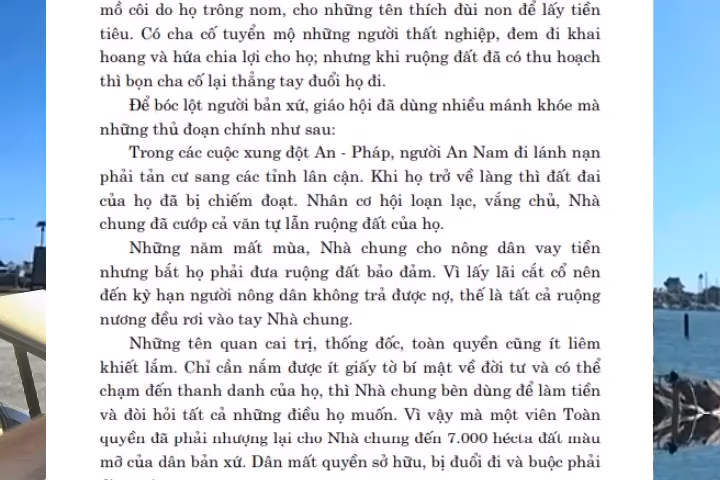 mồ côi do họ trông nom, cho những tên thích đùi non để lấy tiền
tiêu. Có cha cố tuyển mộ những người thất nghiệp, đem đi khai
hoang và hứa chia lợi cho họ; nhưng khi ruộng đất đã có thu hoạch
thì bọn cha cố lại thẳng tay đuổi họ đi.
Để bóc lột người bản xứ, giáo hội đã dùng nhiều mánh khóe mà
những thủ đoạn chính như sau:
Trong các cuộc xung đột An - Pháp, người An Nam đi lánh nạn
phải tản cư sang các tỉnh lân cận. Khi họ trở về làng thì đất đai
của họ đã bị chiếm đoạt. Nhân cơ hội loạn lạc, vắng chủ, Nhà
chung đã cướp cả văn tự lẫn ruộng đất của họ.
Những năm mất mùa, Nhà chung cho nông dân vay tiền
nhưng bắt họ phải đưa ruộng đất bảo đảm. Vì lấy lãi cắt cổ nên
đến kỳ hạn người nông dân không trả được nợ, thế là tất cả ruộng
nương đều rơi vào tay Nhà chung.
Những tên quan cai trị, thống đốc, toàn quyền cũng ít liêm
khiết lắm. Chỉ cần nắm được ít giấy tờ bí mật về đời tư và có thể
chạm đến thanh danh của họ, thì Nhà chung bèn dùng để làm tiền
và đòi hỏi tất cả những điều họ muốn. Vì vậy mà một viên Toàn
quyền đã phải nhượng lại cho Nhà chung đến 7.000 hécta đất màu
mỡ của dân bản xứ. Dân mất quyền sở hữu, bị đuổi đi và buộc phải